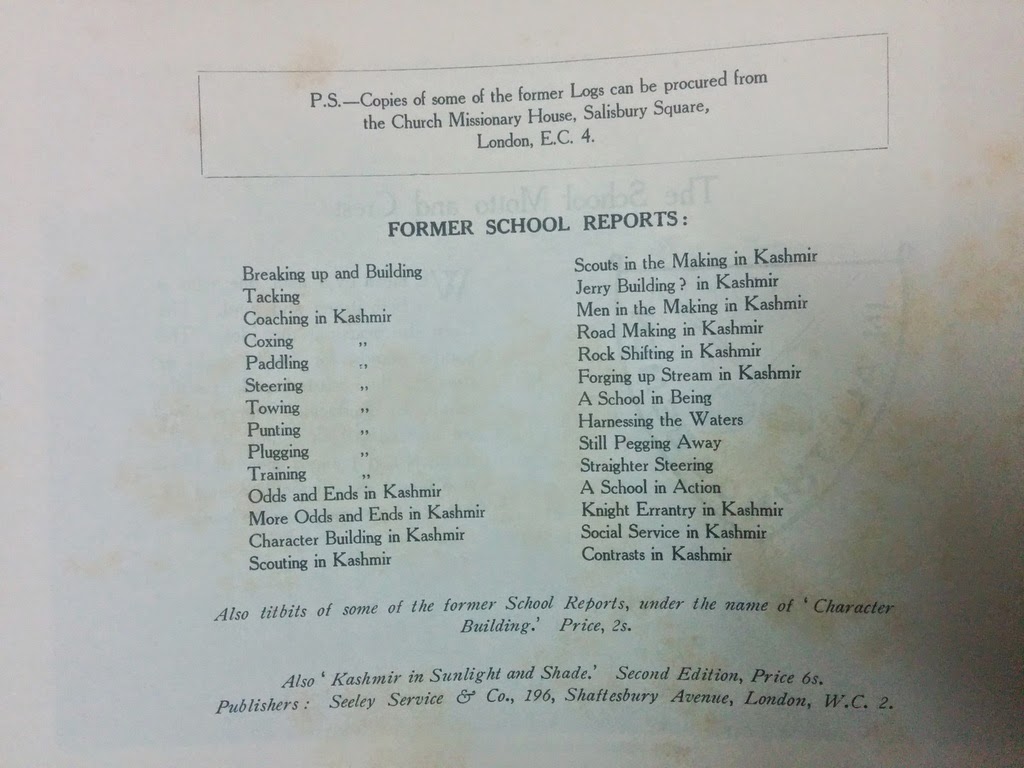 P.S.—Copies of some of the former Logs can be procured from
the Church Missionary House, Salisbury Square,
London, E.C. 4.
FORMER SCHOOL REPORTS:
Breaking up and Building
Tacking
Coaching in Kashmir
Coxing ,,
Paddling ,,
Steering ,,
Towing ,,
Punting ,,
Plugging ,,
Training ,,
Odds and Ends in Kashmir
More Odds and Ends in Kashmir
Character Building in Kashmir
Scouting in Kashmir
Scouts in the Making in Kashmir
Jerry Building? in Kashmir
Men in the Making in Kashmir
Road Making in Kashmir
Rock Shifting in Kashmir
Forging up Stream in Kashmir
A School in Being
Harnessing the Waters
Still Pegging Away
Straighter Steering
A School in Action
Knight Errantry in Kashmir
Social Service in Kashmir
Contrasts in Kashmir
Also titbits of some of the former School Reports, under the name of ‘Character
Building.’ Price, 2s.
Also ‘Kashmir in Sunlight and Shade.’ Second Edition, Price 6s.
Publishers: Seeley Service & Co., 196, Shaftesbury Avenue, London, W.C. 2.